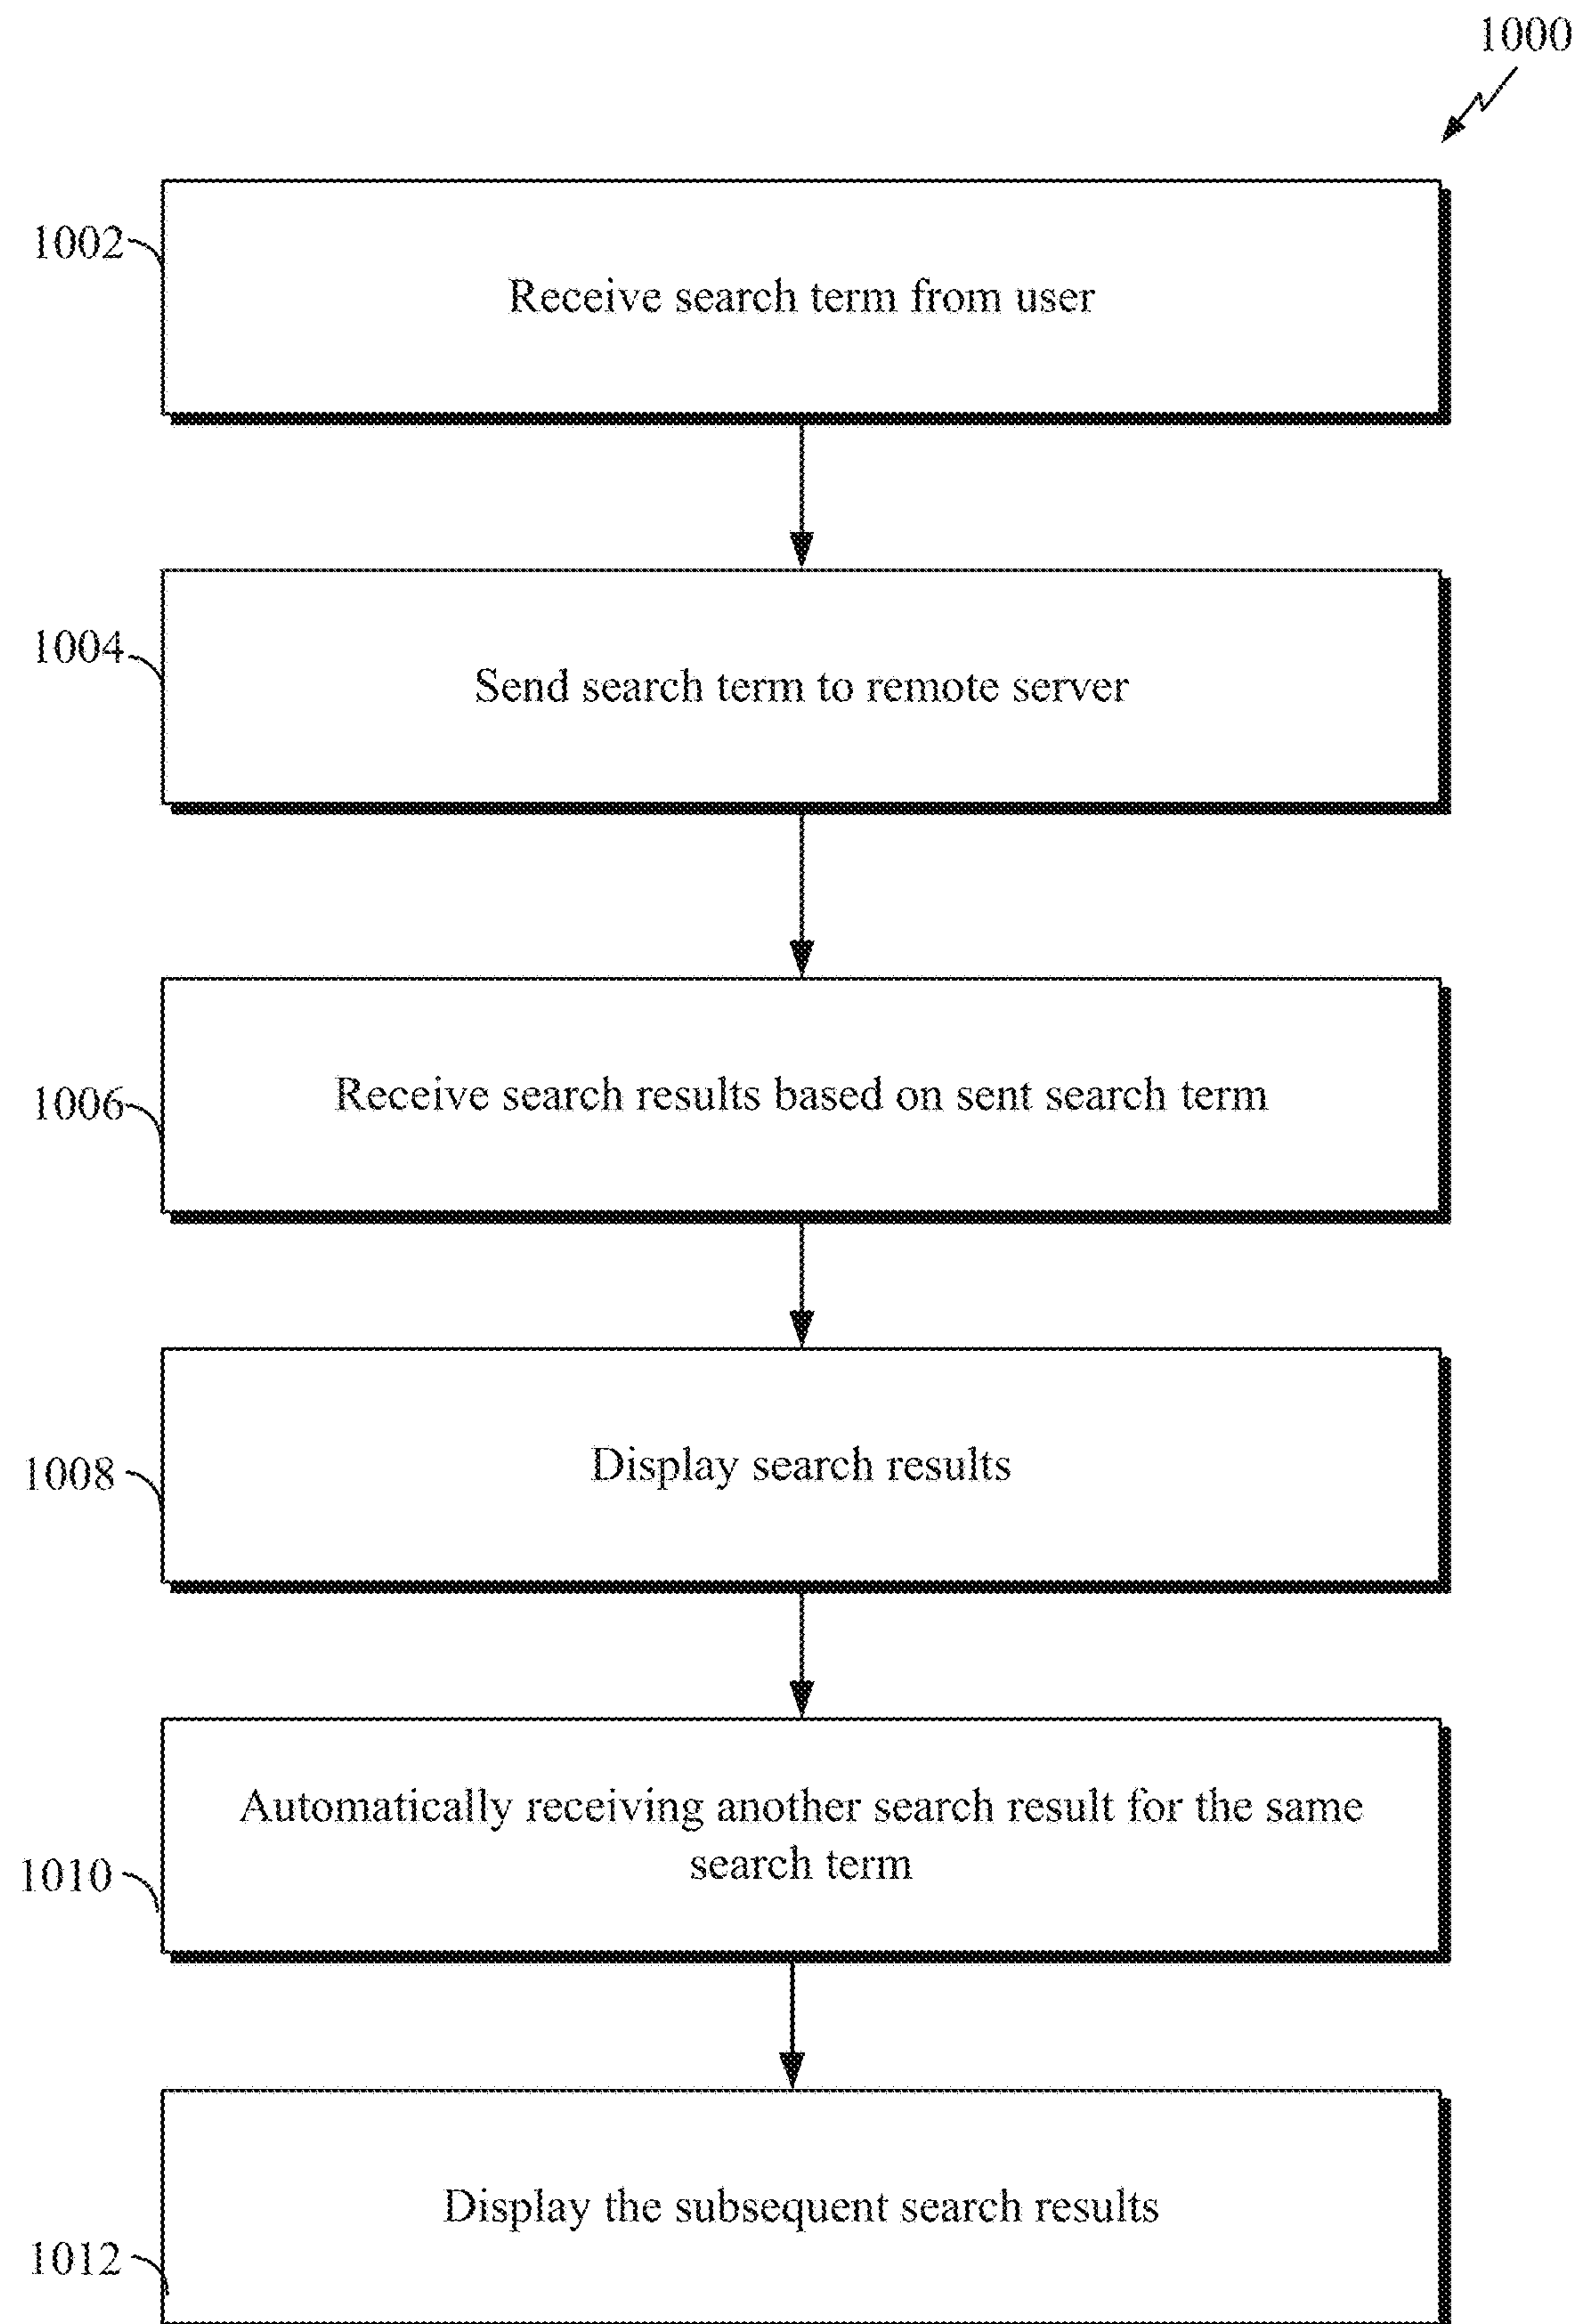 1000
1002
Receive search term from user
1004
Send search term to remote server
1006
Receive search results based on sent search term
1008
Display search results
Automatically receiving another search result for the same
search term
1010
Display the subsequent search results
1012